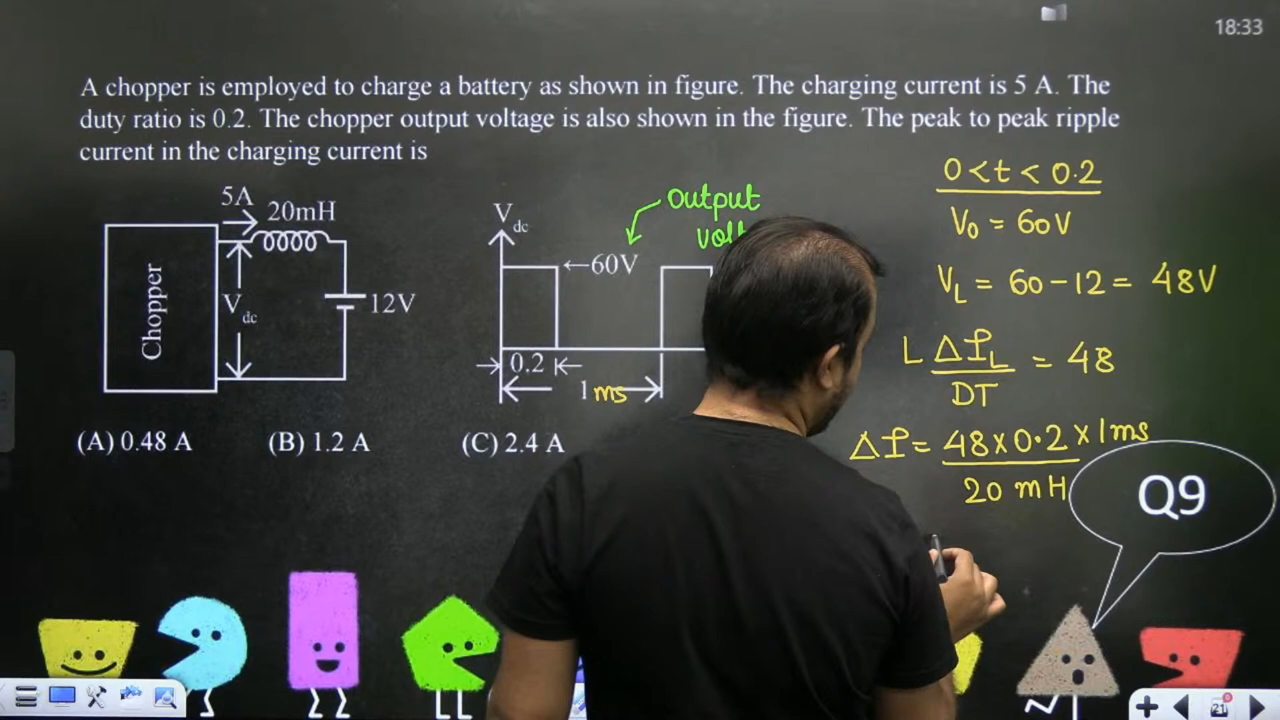 18:33
A chopper is employed to charge a battery as shown in figure. The charging current is 5 A. The
duty ratio is 0.2. The chopper output voltage is also shown in the figure. The peak to peak ripple
current in the charging current is
5A
20mH
Chopper
V dc
12V
V dc
←60V
output
0.2
1 ms
(A) 0.48 A (B) 1.2 A (C) 2.4 A
0 < t < 0.2
V₀ = 60V
V_L = 60 - 12 = 48V
L ΔI_L / DT = 48
ΔI = 48 × 0.2 × 1ms / 20 mH
Q9
21